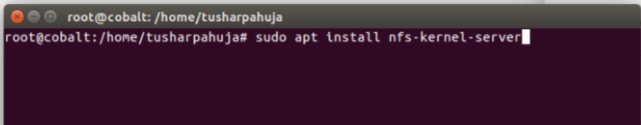 root@cobalt: /home/tusharpahuja
root@cobalt:/home/tusharpahuja# sudo apt install nfs-kernel-server